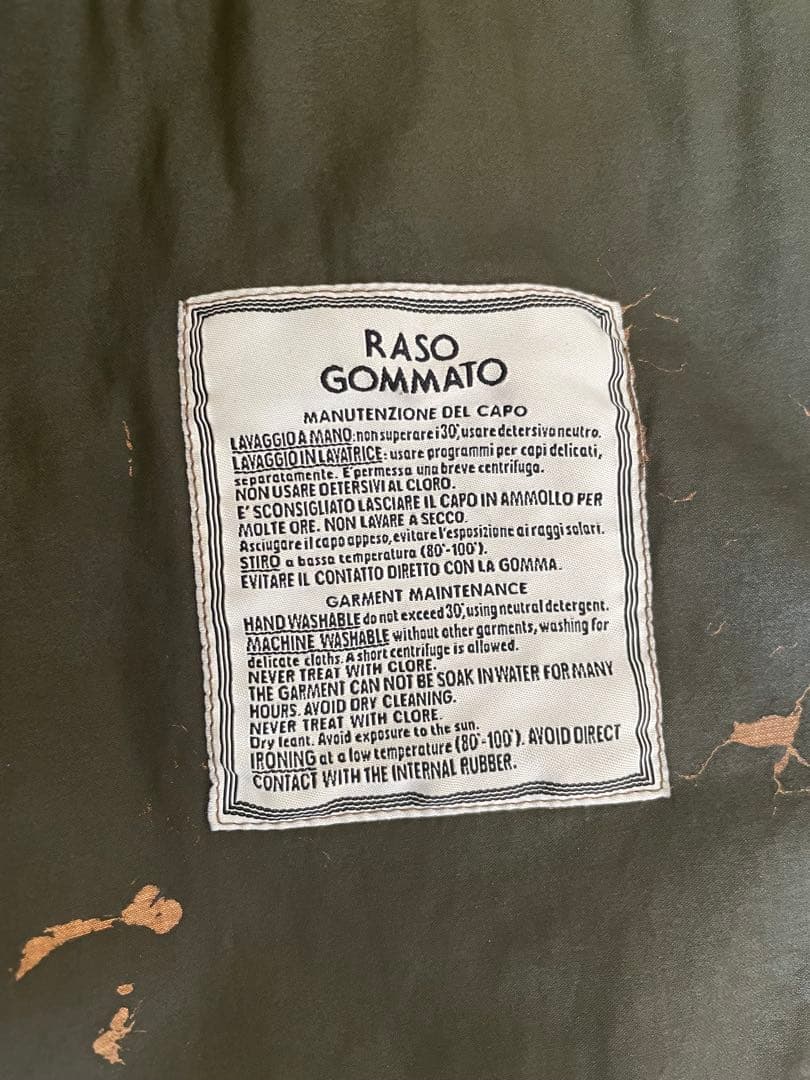 RASO
GOMMATO
MANUTENZIONE DEL CAPO
LAVAGGIO A MANO: non superare i 30°, usare detersivo neutro.
LAVAGGIO IN LAVATRICE: usare programmi per capi delicati,
separatamente. E' permessa una breve centrifuga.
NON USARE DETERSIVI AL CLORO.
E' SCONSIGLIATO LASCIARE IL CAPO IN AMMOLLO PER
MOLTE ORE. NON LAVARE A SECCO.
Asciugare il capo appeso, evitare l'esposizione ai raggi solari.
STIRO a bassa temperatura (80°-100°).
EVITARE IL CONTATTO DIRETTO CON LA GOMMA.
GARMENT MAINTENANCE
HAND WASHABLE do not exceed 30°, using neutral detergent.
MACHINE WASHABLE without other garments, washing for
delicate cloths. A short centrifuge is allowed.
NEVER TREAT WITH CLORE.
THE GARMENT CAN NOT BE SOAK IN WATER FOR MANY
HOURS. AVOID DRY CLEANING.
NEVER TREAT WITH CLORE.
Dry leant. Avoid exposure to the sun.
IRONING at a low temperature (80°-100°). AVOID DIRECT
CONTACT WITH THE INTERNAL RUBBER.